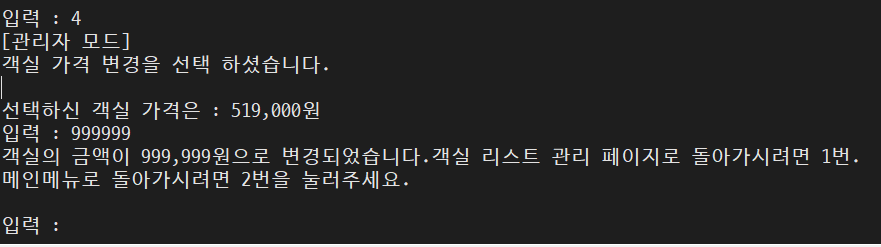 입력 : 4
[관리자 모드]
객실 가격 변경을 선택 하셨습니다.
선택하신 객실 가격은 : 519,000원
입력 : 999999
객실의 금액이 999,999원으로 변경되었습니다.객실 리스트 관리 페이지로 돌아가시려면 1번.
메인메뉴로 돌아가시려면 2번을 눌러주세요.
입력 :